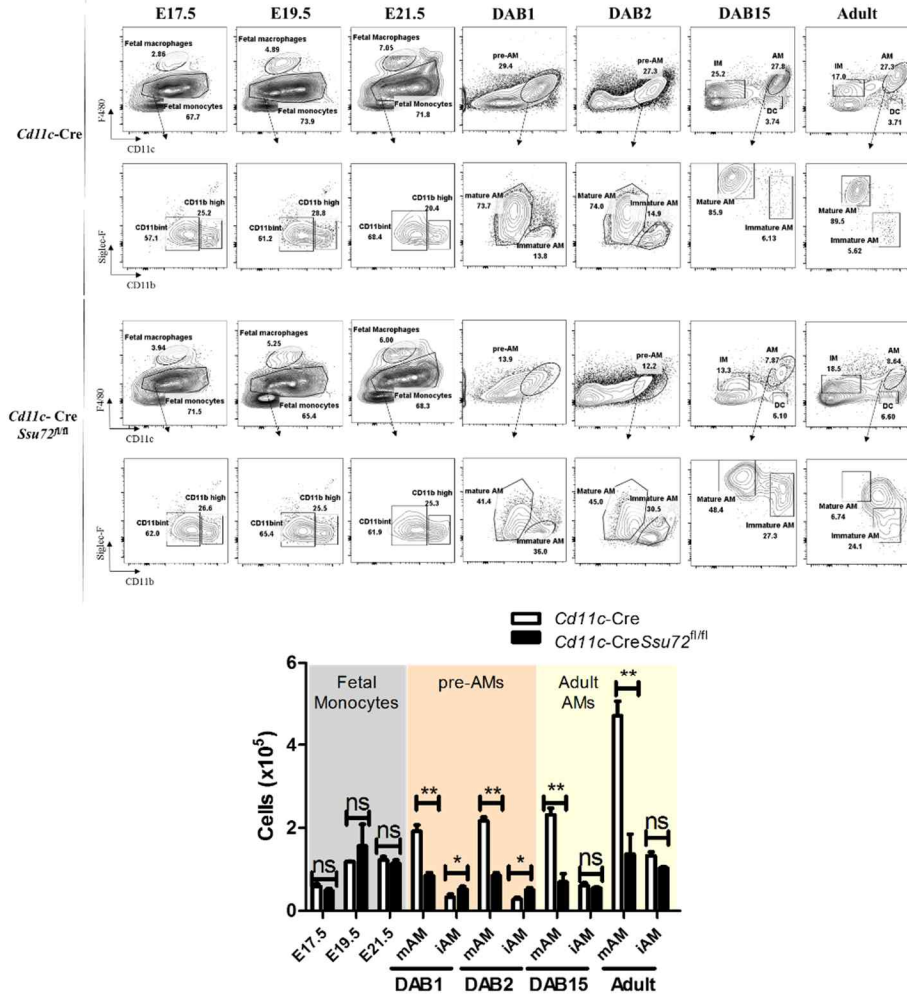 E17.5 E19.5 E21.5 DAB1 DAB2 DAB15 Adult
Cd11c-Cre
Fetal macrophages
2.86
Fetal monocytes
67.7
F4/80
CD11c
Fetal macrophages
4.89
Fetal monocytes
73.9
Fetal Macrophages
7.05
Fetal Monocytes
71.8
pre-AM
29.4
pre-AM
27.3
IM
25.2
AM
27.8
DC
3.74
IM
17.0
AM
27.3
DC
3.71
CD11b high
25.2
CD11bint
57.1
Siglec-F
CD11b
CD11b high
28.8
CD11bint
61.2
CD11b high
20.4
CD11bint
68.4
Mature AM
73.7
Immature AM
13.8
Mature AM
74.0
Immature AM
14.9
Mature AM
85.9
Immature AM
6.13
Mature AM
89.5
Immature AM
5.62
Cd11c- Cre
Ssu72fl/fl
Fetal macrophages
3.94
Fetal monocytes
71.5
F4/80
CD11c
Fetal macrophages
5.25
Fetal monocytes
65.4
Fetal Macrophages
6.00
Fetal Monocytes
68.3
pre-AM
13.9
pre-AM
12.2
IM
13.3
AM
7.87
DC
6.10
IM
18.5
AM
8.64
DC
6.60
CD11b high
26.6
CD11bint
62.0
Siglec-F
CD11b
CD11b high
25.5
CD11bint
65.4
CD11b high
25.3
CD11bint
61.9
mature AM
41.4
Immature AM
36.0
Mature AM
45.0
Immature AM
30.5
Mature AM
48.4
Immature AM
27.3
Mature AM
6.74
Immature AM
24.1
Cd11c-Cre
Cd11c-CreSsu72fl/fl
Cells (x10⁵)
6
4
2
0
Fetal
Monocytes
pre-AMs
Adult
AMs
ns ns ns ** * ** * ** ns ** ns
E17.5 E19.5 E21.5 mAM iAM mAM iAM mAM iAM mAM iAM
DAB1 DAB2 DAB15 Adult